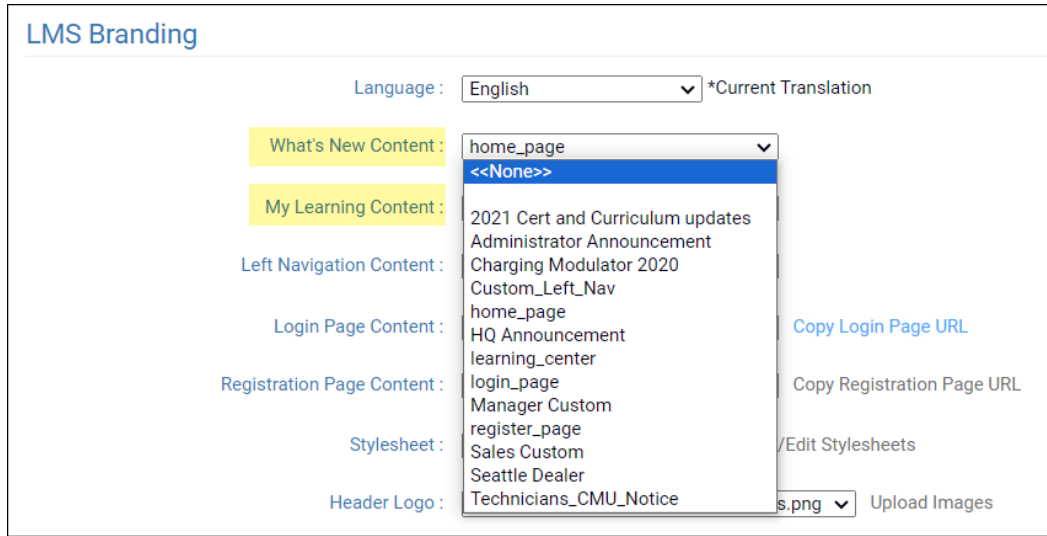 LMS Branding
Language : English *Current Translation
What's New Content : home_page
<<None>>
My Learning Content :
2021 Cert and Curriculum updates
Administrator Announcement
Left Navigation Content : Charging Modulator 2020
Custom_Left_Nav
home_page
Login Page Content : HQ Announcement Copy Login Page URL
learning_center
Registration Page Content : login_page Copy Registration Page URL
Manager Custom
register_page
Stylesheet : Sales Custom /Edit Stylesheets
Seattle Dealer
Header Logo : Technicians_CMU_Notice s.png Upload Images